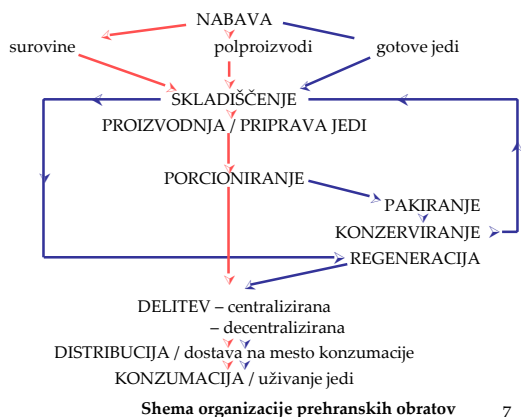 NABAVA
surovine polproizvodi gotove jedi
SKLADIŠČENJE
PROIZVODNJA / PRIPRAVA JEDI
PORCIONIRANJE
PAKIRANJE
KONZERVIRANJE
REGENERACIJA
DELITEV – centralizirana
– decentralizirana
DISTRIBUCIJA / dostava na mesto konzumacije
KONZUMACIJA / uživanje jedi
Shema organizacije prehranskih obratov 7